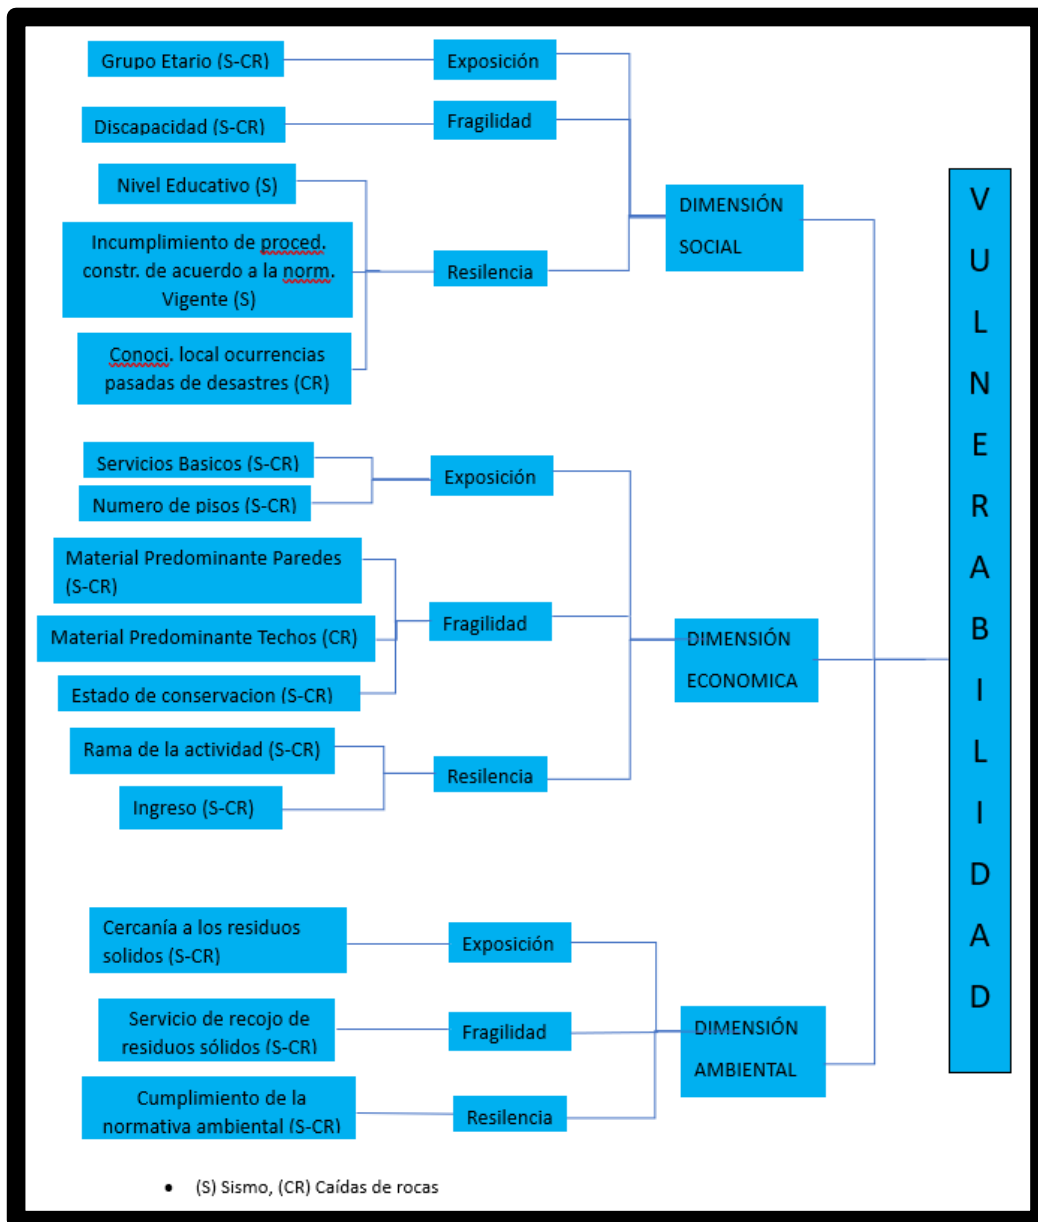 Grupo Etario (S-CR)
Exposición
Discapacidad (S-CR)
Fragilidad
Nivel Educativo (S)
Incumplimiento de proced.
constr. de acuerdo a la norm.
Vigente (S)
Resilencia
Conoci. local ocurrencias
pasadas de desastres (CR)
DIMENSIÓN
SOCIAL
Servicios Basicos (S-CR)
Numero de pisos (S-CR)
Exposición
Material Predominante Paredes
(S-CR)
Material Predominante Techos (CR)
Estado de conservacion (S-CR)
Fragilidad
Rama de la actividad (S-CR)
Ingreso (S-CR)
Resilencia
DIMENSIÓN
ECONOMICA
Cercanía a los residuos
solidos (S-CR)
Exposición
Servicio de recojo de
residuos sólidos (S-CR)
Fragilidad
Cumplimiento de la
normativa ambiental (S-CR)
Resilencia
DIMENSIÓN
AMBIENTAL
V
U
L
N
E
R
A
B
I
L
I
D
A
D
• (S) Sismo, (CR) Caídas de rocas